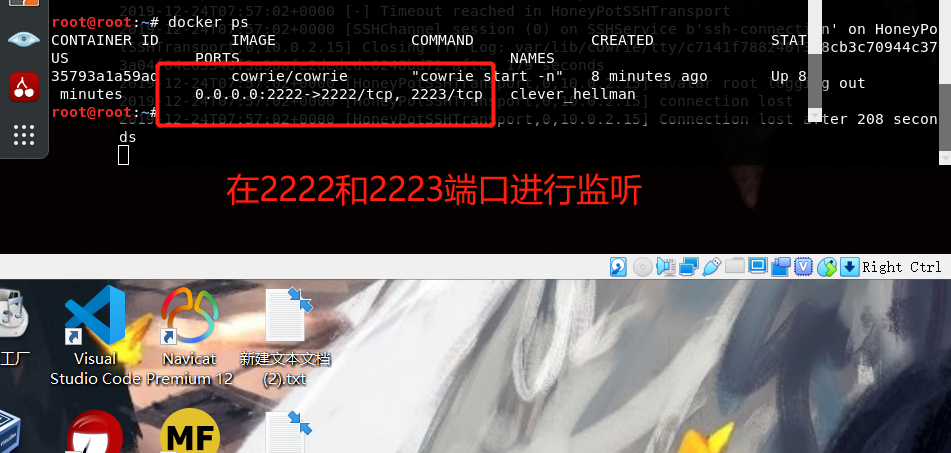 2019-12-24T07:57:02+0000 [-] Timeout reached in HoneyPotSSHTransport
root@root:~# docker ps
CONTAINER ID IMAGE COMMAND CREATED STAT
US PORTS NAMES
35793a1a59ad cowrie/cowrie "cowrie start -n" 8 minutes ago Up 8
minutes 0.0.0.0:2222->2222/tcp, 2223/tcp clever_hellman
root@root:~#
2019-12-24T07:57:02+0000 [HoneyPotSSHTransport,0,10.0.2.15] Connection lost after 208 secon
ds
在2222和2223端口进行监听
Right Ctrl
工厂
Visual
Studio Code
Navicat
Premium 12
新建文本文档
(2).txt
MF